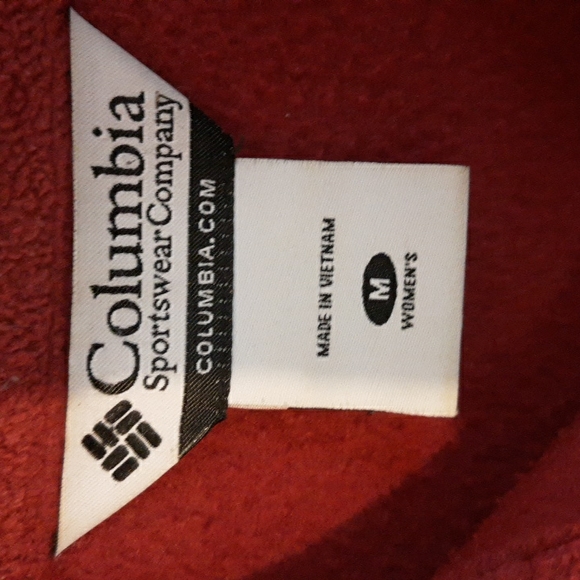 Columbia
Sportswear Company
COLUMBIA.COM
MADE IN VIETNAM
M
WOMEN'S